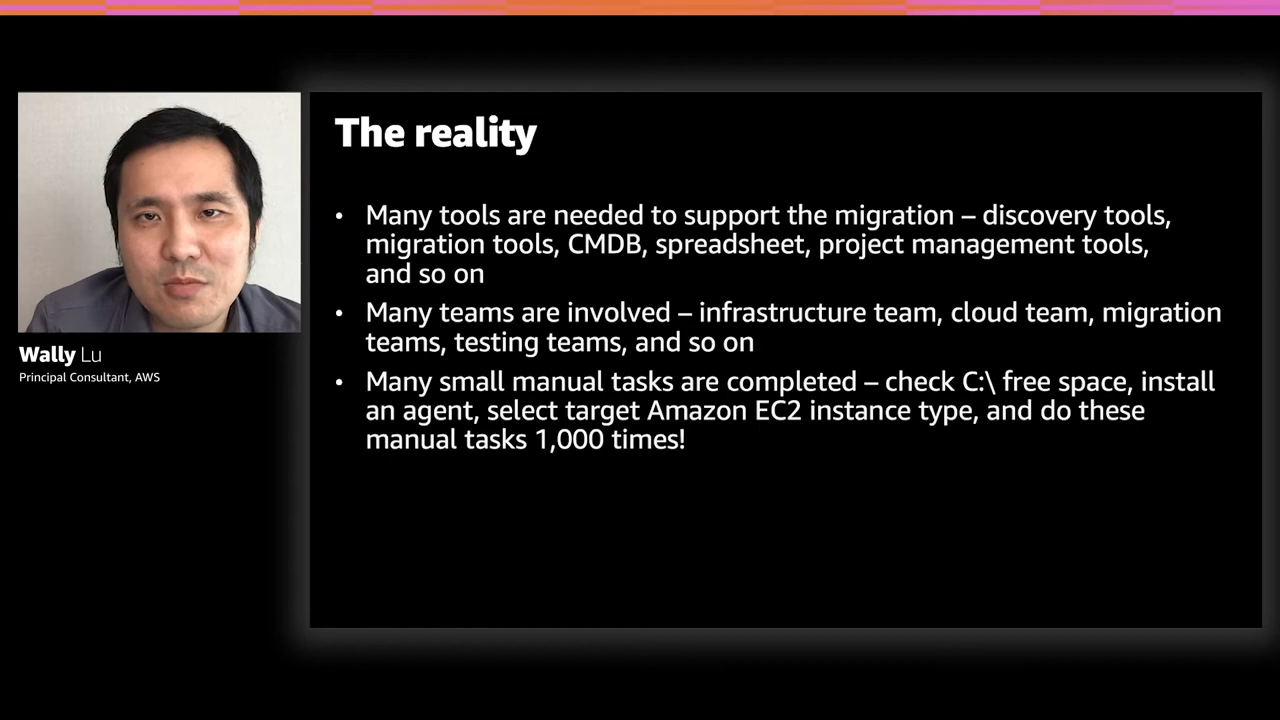 The reality
• Many tools are needed to support the migration – discovery tools,
migration tools, CMDB, spreadsheet, project management tools,
and so on
• Many teams are involved – infrastructure team, cloud team, migration
teams, testing teams, and so on
• Many small manual tasks are completed – check C:\ free space, install
an agent, select target Amazon EC2 instance type, and do these
manual tasks 1,000 times!
Wally Lu
Principal Consultant, AWS